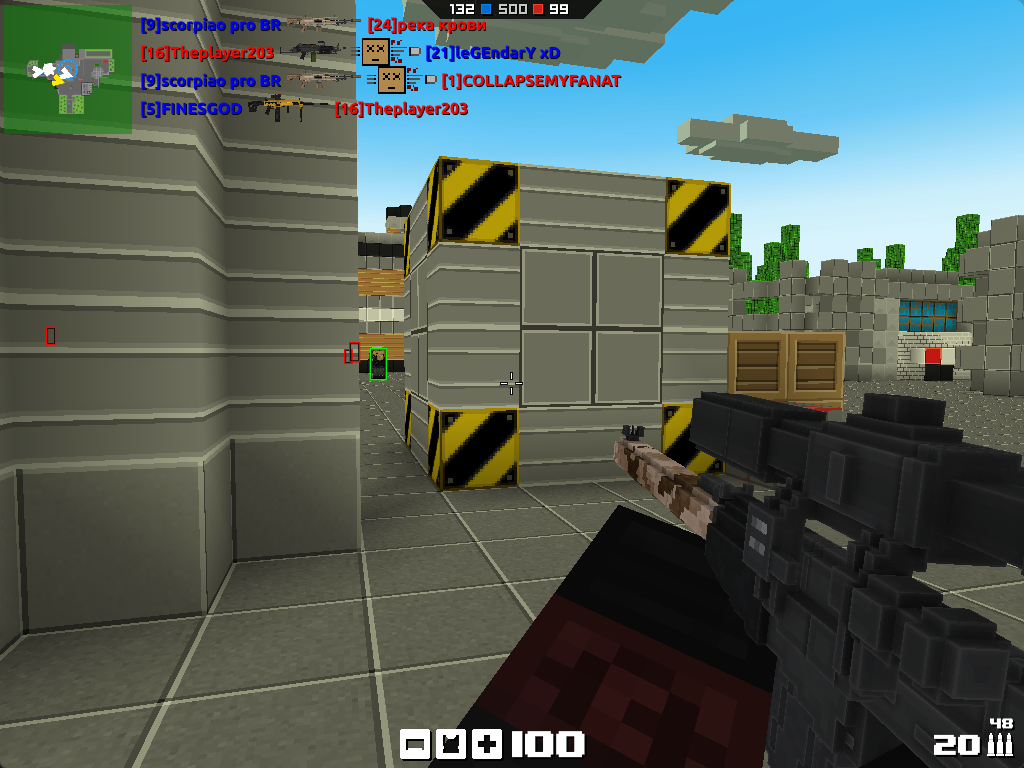 132 500 99
[9]scorpiao pro BR [24]река крови
[16]Theplayer203 [21]leGEndarY xD
[9]scorpiao pro BR [1]COLLAPSEMYFANAT
[5]FINESGOD [16]Theplayer203
100
48
20